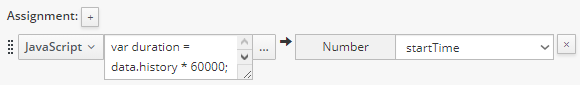 Assignment: +
JavaScript var duration = data.history * 60000; ... Number startTime ×